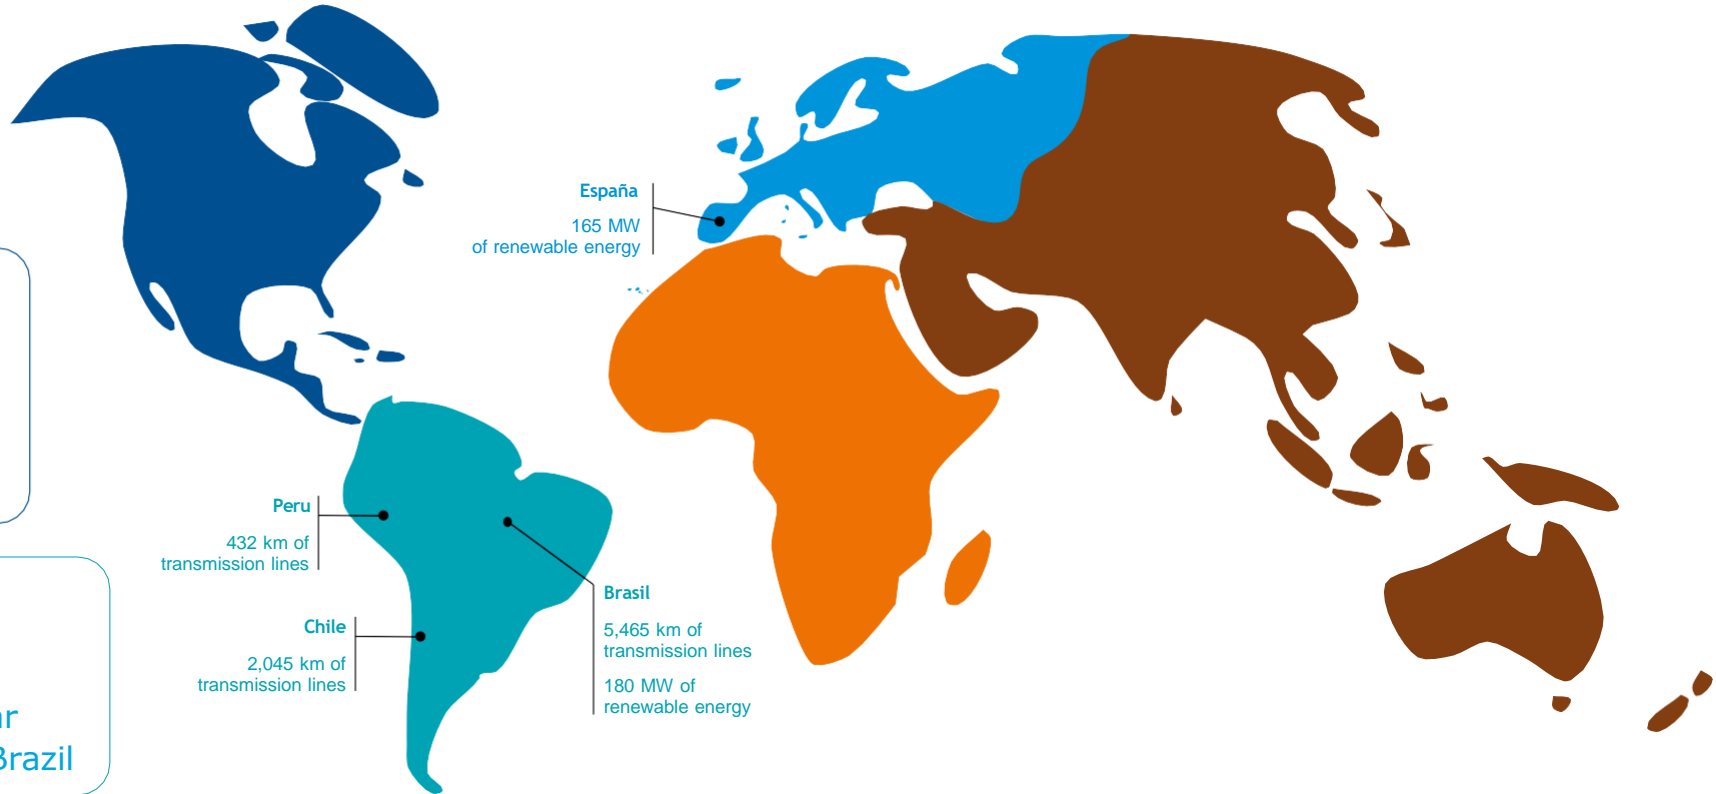 España
165 MW
of renewable energy
Peru
432 km of
transmission lines
Chile
2,045 km of
transmission lines
Brasil
5,465 km of
transmission lines
180 MW of
renewable energy
Brazil